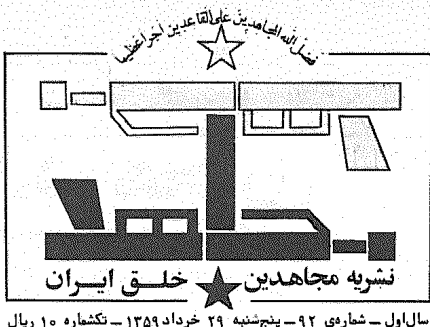 فضل الله المجاهدین علی القاعدین اجرا عظیما
مجاهد
نشریه مجاهدین خلق ایران
سال اول - شماره‌ی ۹۲ - پنجشنبه ۲۹ خرداد ۱۳۵۹ - تکشماره ۱۰ ریال